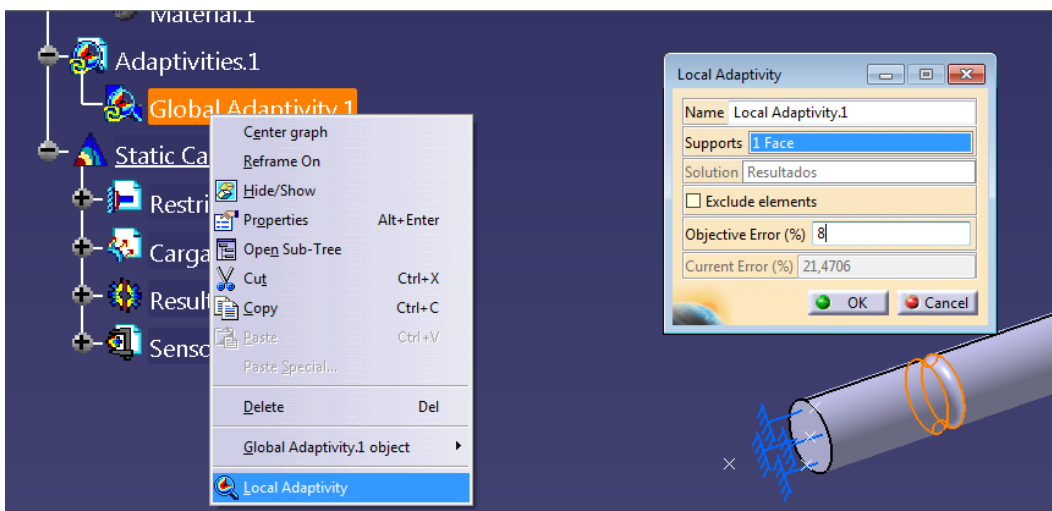 Material.1
Adaptivities.1
Global Adaptivity.1
Static Ca
Restri
Carga
Result
Senso
Center graph
Reframe On
Hide/Show
Properties Alt+Enter
Open Sub-Tree
Cut Ctrl+X
Copy Ctrl+C
Paste Ctrl+V
Paste Special...
Delete Del
Global Adaptivity.1 object
Local Adaptivity
Local Adaptivity
Name Local Adaptivity.1
Supports 1 Face
Solution Resultados
Exclude elements
Objective Error (%) 8
Current Error (%) 21,4706
OK Cancel